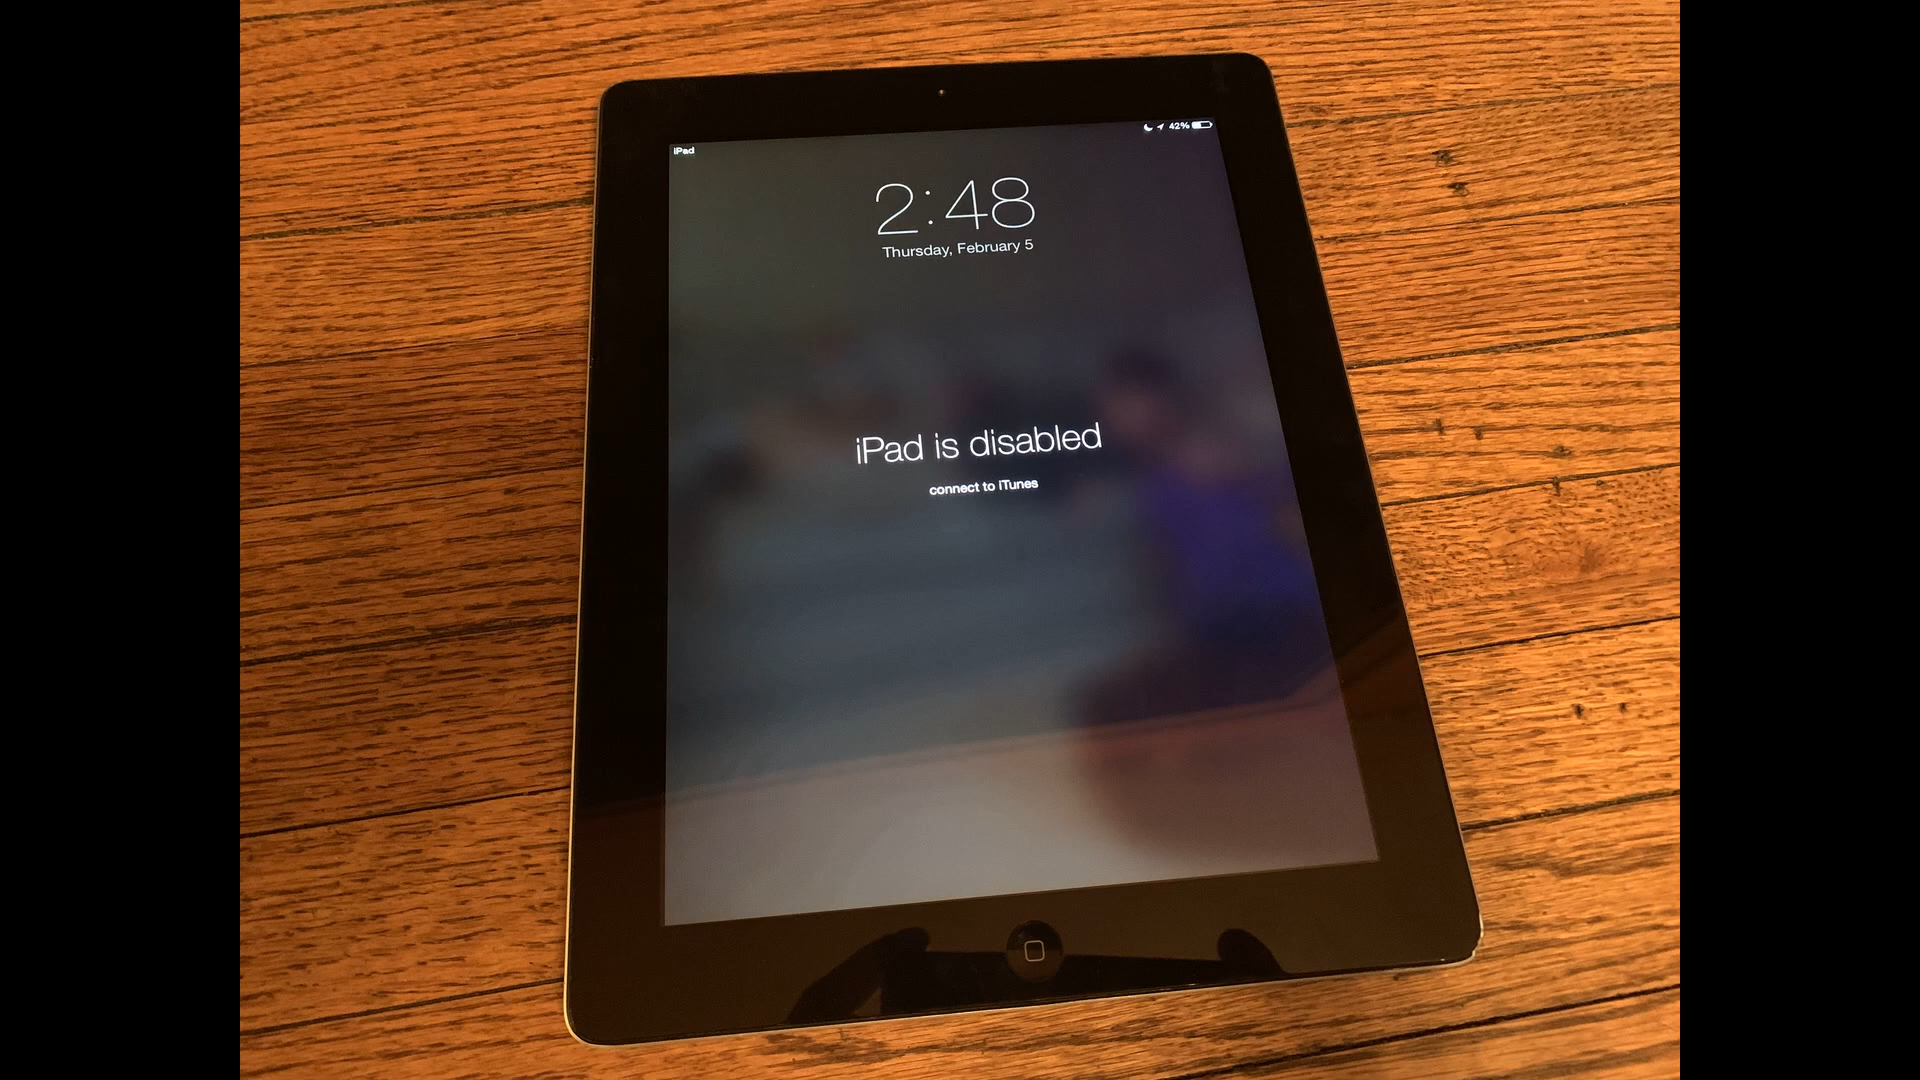 iPad
42%
2:48
Thursday, February 5
iPad is disabled
connect to iTunes